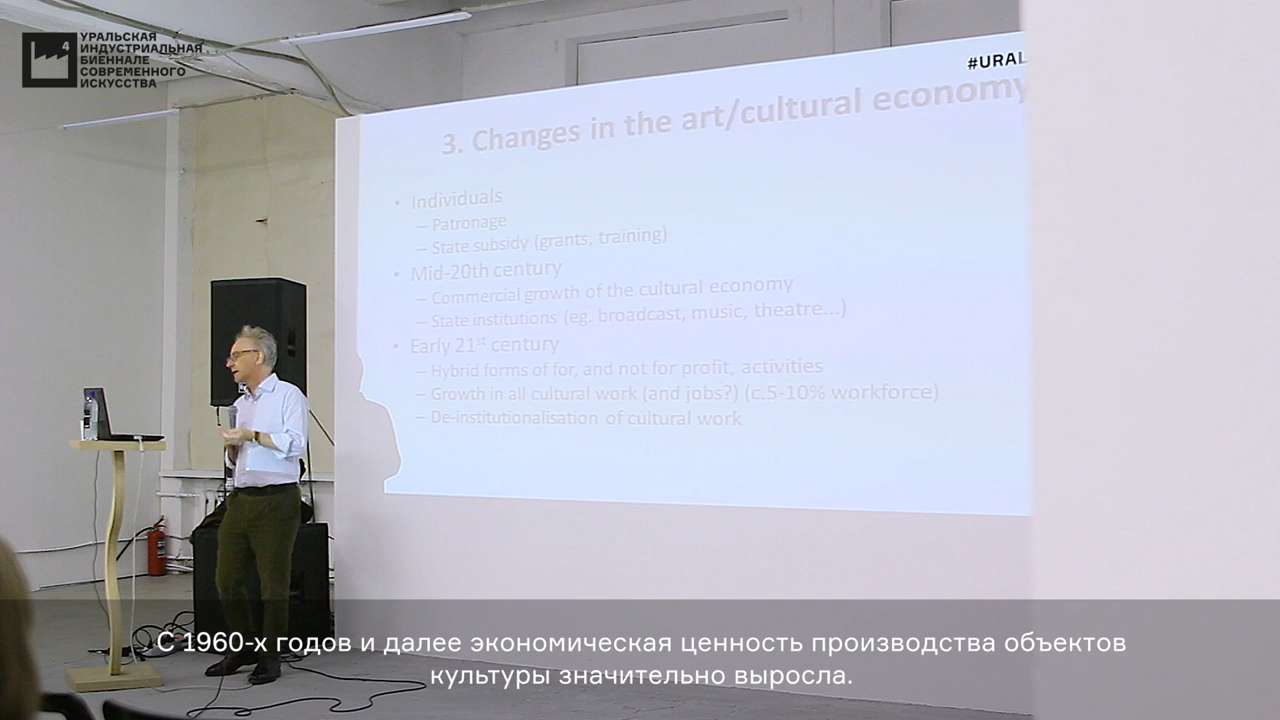 4
УРАЛЬСКАЯ
ИНДУСТРИАЛЬНАЯ
БИЕННАЛЕ
СОВРЕМЕННОГО
ИСКУССТВА
#URAL
3. Changes in the art/cultural economy
• Individuals
– Patronage
– State subsidy (grants, training)
• Mid-20th century
– Commercial growth of the cultural economy
– State institutions (eg. broadcast, music, theatre...)
• Early 21st century
– Hybrid forms of for, and not for profit, activities
– Growth in all cultural work (and jobs?) (c.5-10% workforce)
– De-institutionalisation of cultural work
С 1960-х годов и далее экономическая ценность производства объектов
культуры значительно выросла.